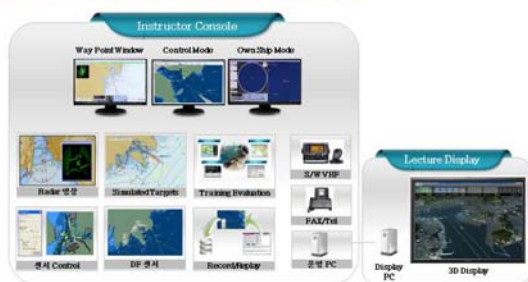 Instructor Console
Way Point Window
Control Mode
Own Ship Mode
Radar 영상
Simulated Targets
Training Evaluation
S/W VHF
FAX/Tel
센서 Control
DF 센서
Record/Replay
운영 PC
Lecture Display
Display
PC
3D Display